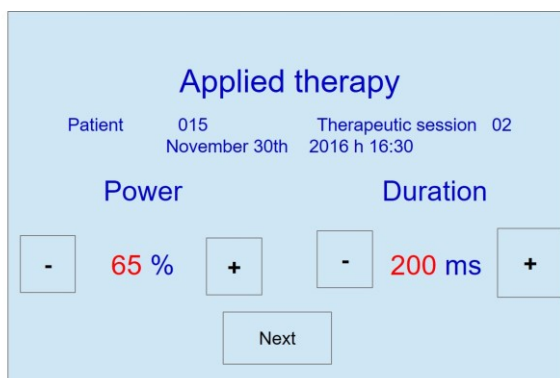 Applied therapy
Patient 015 Therapeutic session 02
November 30th 2016 h 16:30
Power Duration
- 65 % + - 200 ms +
Next